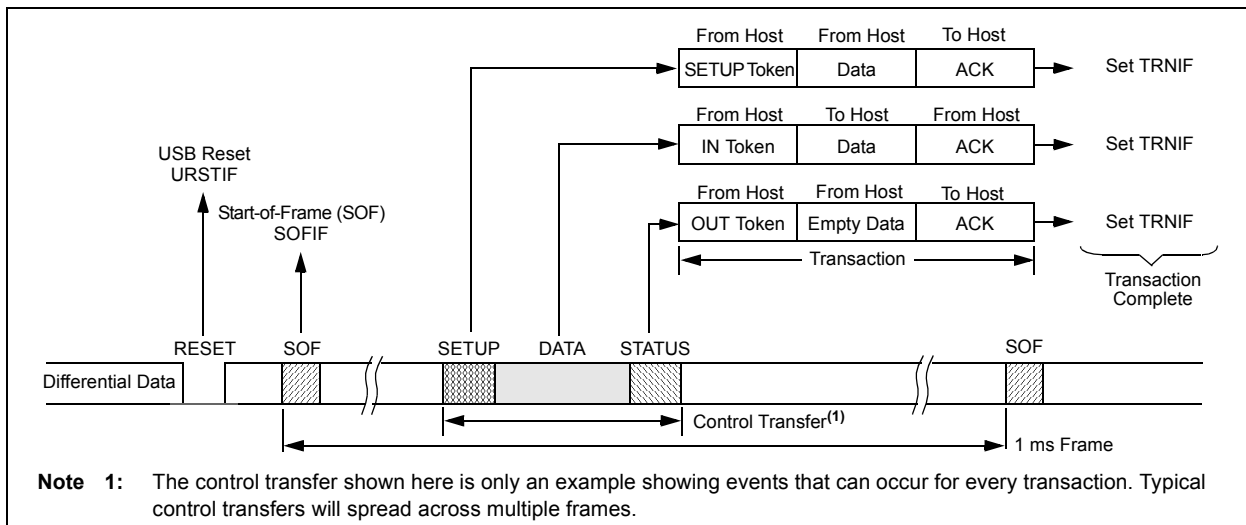 From Host From Host To Host
SETUP Token Data ACK Set TRNIF
From Host To Host From Host
IN Token Data ACK Set TRNIF
From Host From Host To Host
OUT Token Empty Data ACK Set TRNIF
Transaction
Transaction
Complete
USB Reset
URSTIF
Start-of-Frame (SOF)
SOFIF
RESET SOF SETUP DATA STATUS SOF
Differential Data
Control Transfer(1)
1 ms Frame
Note 1: The control transfer shown here is only an example showing events that can occur for every transaction. Typical
control transfers will spread across multiple frames.